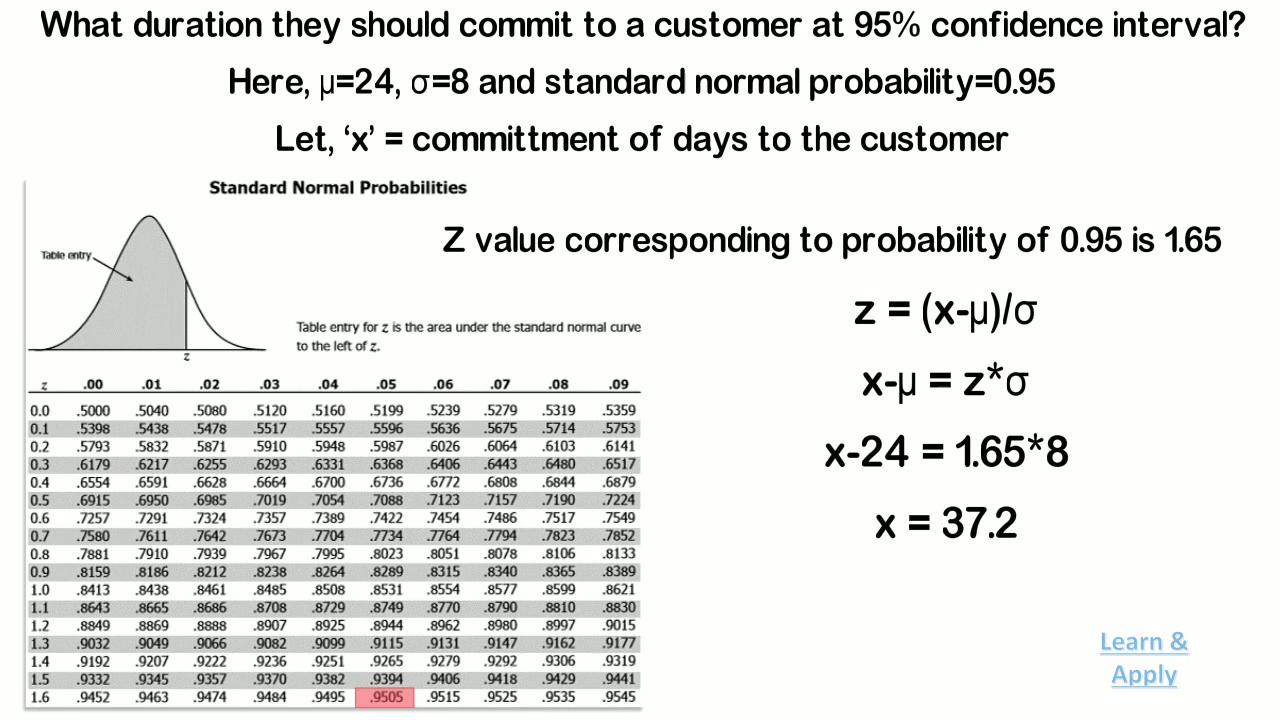 What duration they should commit to a customer at 95% confidence interval?
Here, μ=24, σ=8 and standard normal probability=0.95
Let, ‘x’ = committment of days to the customer
Standard Normal Probabilities
Table entry
z
Table entry for z is the area under the standard normal curve
to the left of z.
z .00 .01 .02 .03 .04 .05 .06 .07 .08 .09
0.0 .5000 .5040 .5080 .5120 .5160 .5199 .5239 .5279 .5319 .5359
0.1 .5398 .5438 .5478 .5517 .5557 .5596 .5636 .5675 .5714 .5753
0.2 .5793 .5832 .5871 .5910 .5948 .5987 .6026 .6064 .6103 .6141
0.3 .6179 .6217 .6255 .6293 .6331 .6368 .6406 .6443 .6480 .6517
0.4 .6554 .6591 .6628 .6664 .6700 .6736 .6772 .6808 .6844 .6879
0.5 .6915 .6950 .6985 .7019 .7054 .7088 .7123 .7157 .7190 .7224
0.6 .7257 .7291 .7324 .7357 .7389 .7422 .7454 .7486 .7517 .7549
0.7 .7580 .7611 .7642 .7673 .7704 .7734 .7764 .7794 .7823 .7852
0.8 .7881 .7910 .7939 .7967 .7995 .8023 .8051 .8078 .8106 .8133
0.9 .8159 .8186 .8212 .8238 .8264 .8289 .8315 .8340 .8365 .8389
1.0 .8413 .8438 .8461 .8485 .8508 .8531 .8554 .8577 .8599 .8621
1.1 .8643 .8665 .8686 .8708 .8729 .8749 .8770 .8790 .8810 .8830
1.2 .8849 .8869 .8888 .8907 .8925 .8944 .8962 .8980 .8997 .9015
1.3 .9032 .9049 .9066 .9082 .9099 .9115 .9131 .9147 .9162 .9177
1.4 .9192 .9207 .9222 .9236 .9251 .9265 .9279 .9292 .9306 .9319
1.5 .9332 .9345 .9357 .9370 .9382 .9394 .9406 .9418 .9429 .9441
1.6 .9452 .9463 .9474 .9484 .9495 .9505 .9515 .9525 .9535 .9545
Z value corresponding to probability of 0.95 is 1.65
z = (x-μ)/σ
x-μ = z*σ
x-24 = 1.65*8
x = 37.2
Learn &
Apply